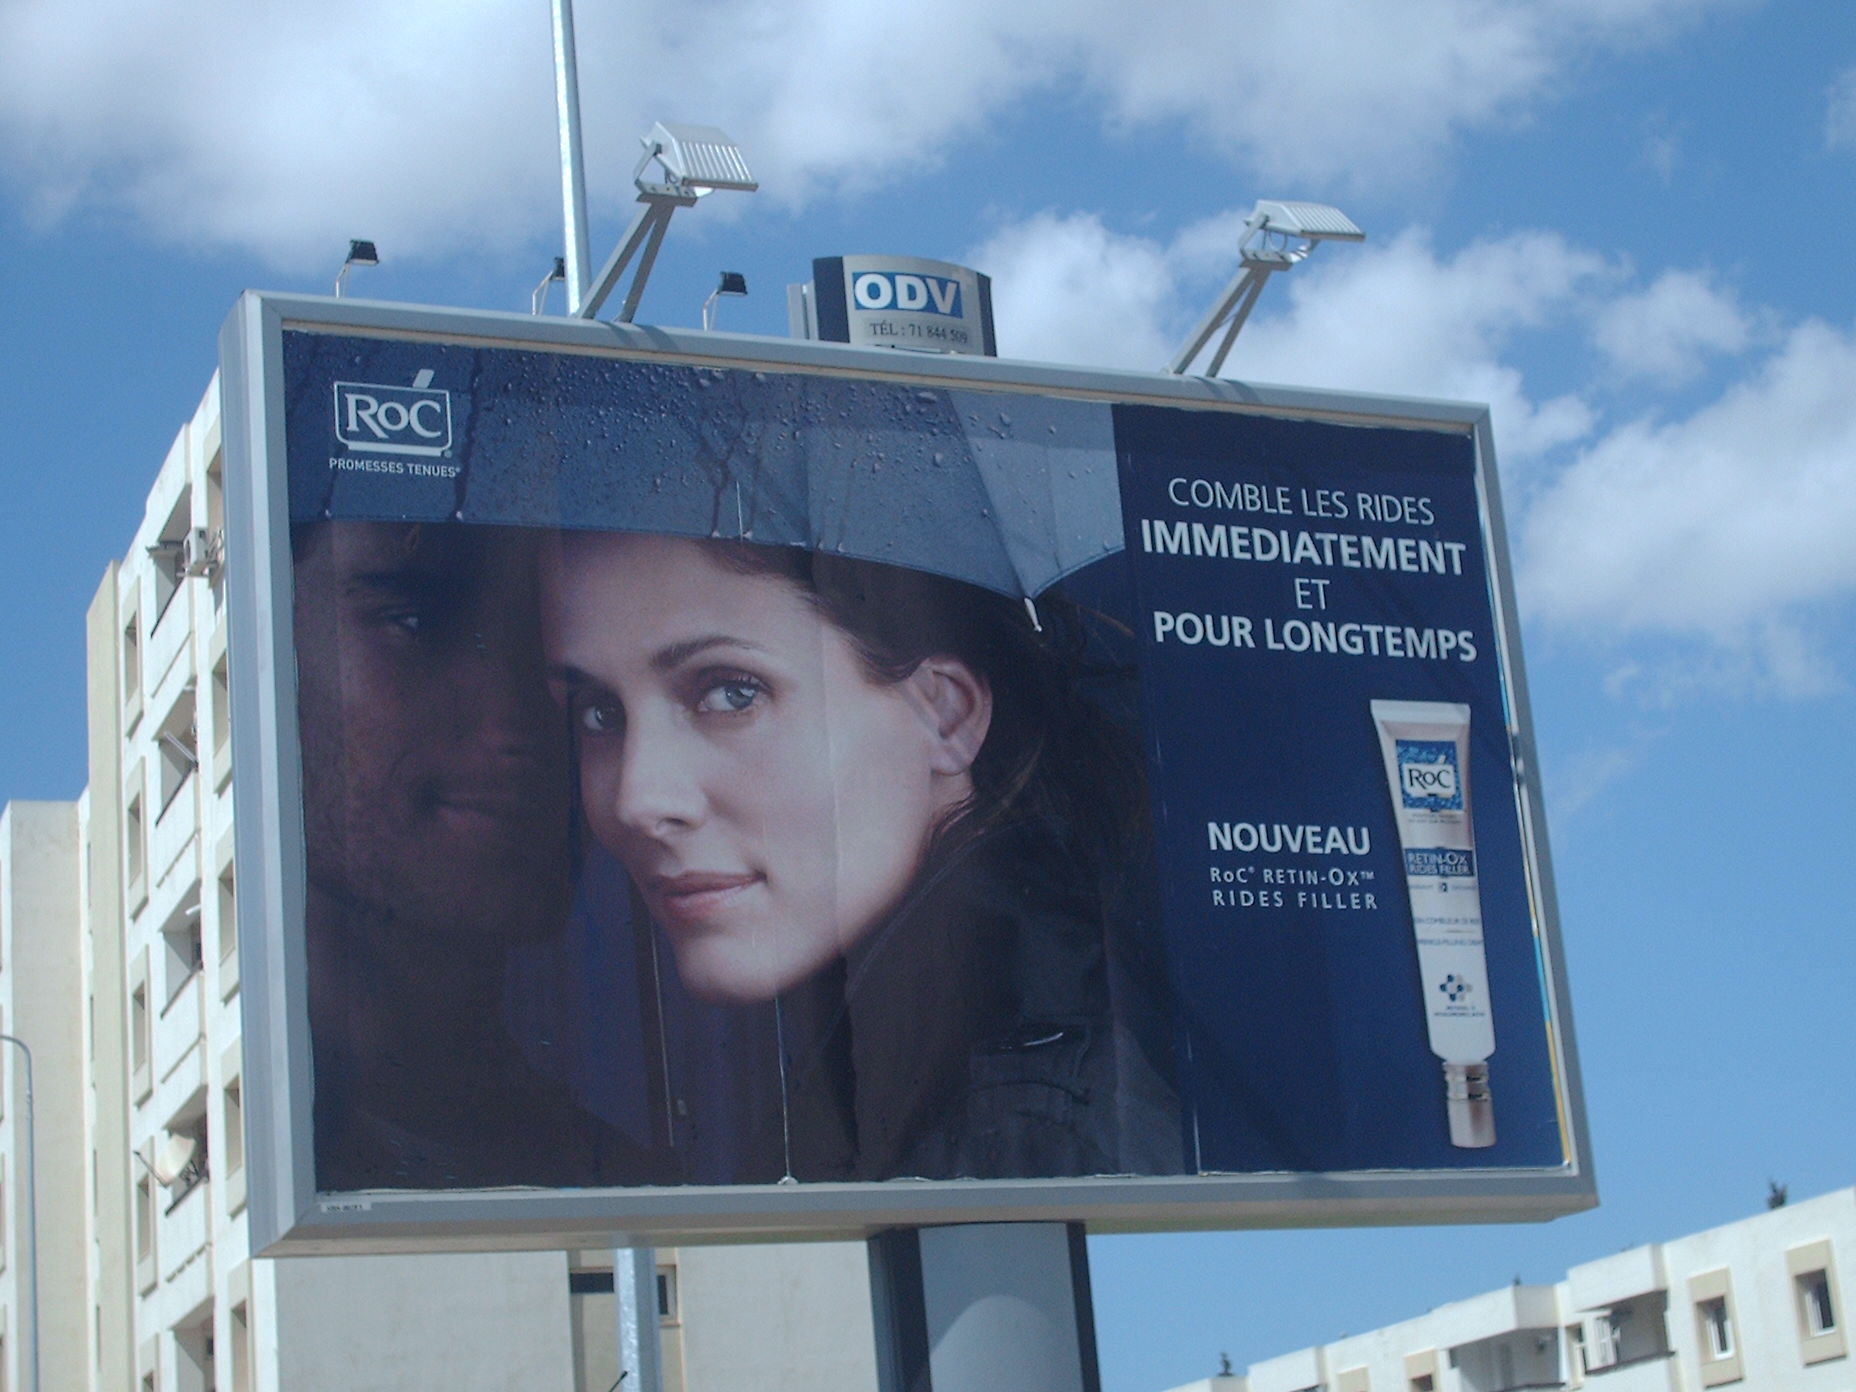 ODV
TÉL : 71 844 509
RoC®
PROMESSES TENUES®
COMBLE LES RIDES
IMMEDIATEMENT
ET
POUR LONGTEMPS
NOUVEAU
RoC® RETIN-OX™
RIDES FILLER
RoC
RETIN-OX
RIDES FILLER